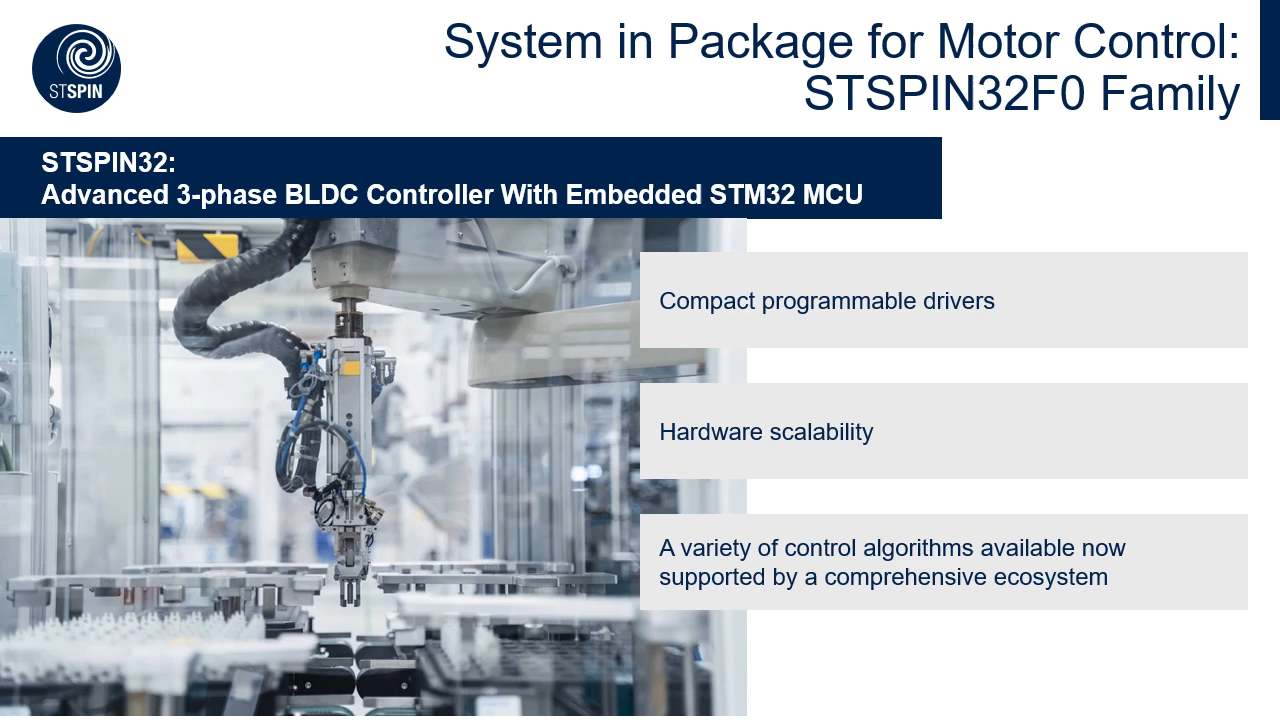 STSPIN
System in Package for Motor Control:
STSPIN32F0 Family
STSPIN32:
Advanced 3-phase BLDC Controller With Embedded STM32 MCU
Compact programmable drivers
Hardware scalability
A variety of control algorithms available now
supported by a comprehensive ecosystem